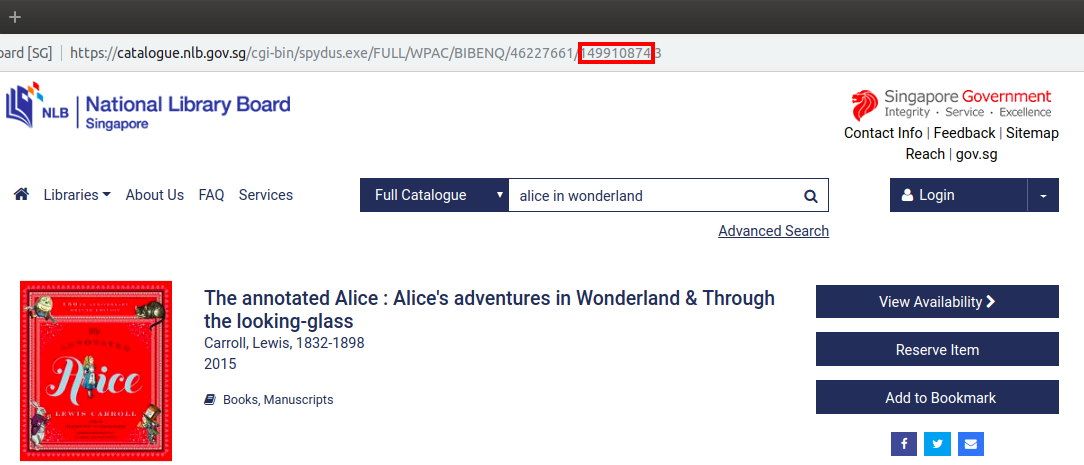 +
oard [SG] | https://catalogue.nlb.gov.sg/cgi-bin/spydus.exe/FULL/WPAC/BIBENQ/46227661/149910874,3
NLB | National Library Board
Singapore
Singapore Government
Integrity · Service · Excellence
Contact Info | Feedback | Sitemap
Reach | gov.sg
Libraries About Us FAQ Services
Full Catalogue alice in wonderland
Login
Advanced Search
The annotated Alice : Alice's adventures in Wonderland & Through
the looking-glass
Carroll, Lewis, 1832-1898
2015
Books, Manuscripts
View Availability
Reserve Item
Add to Bookmark
ANNOTATED
Alice
LEWIS CARROLL